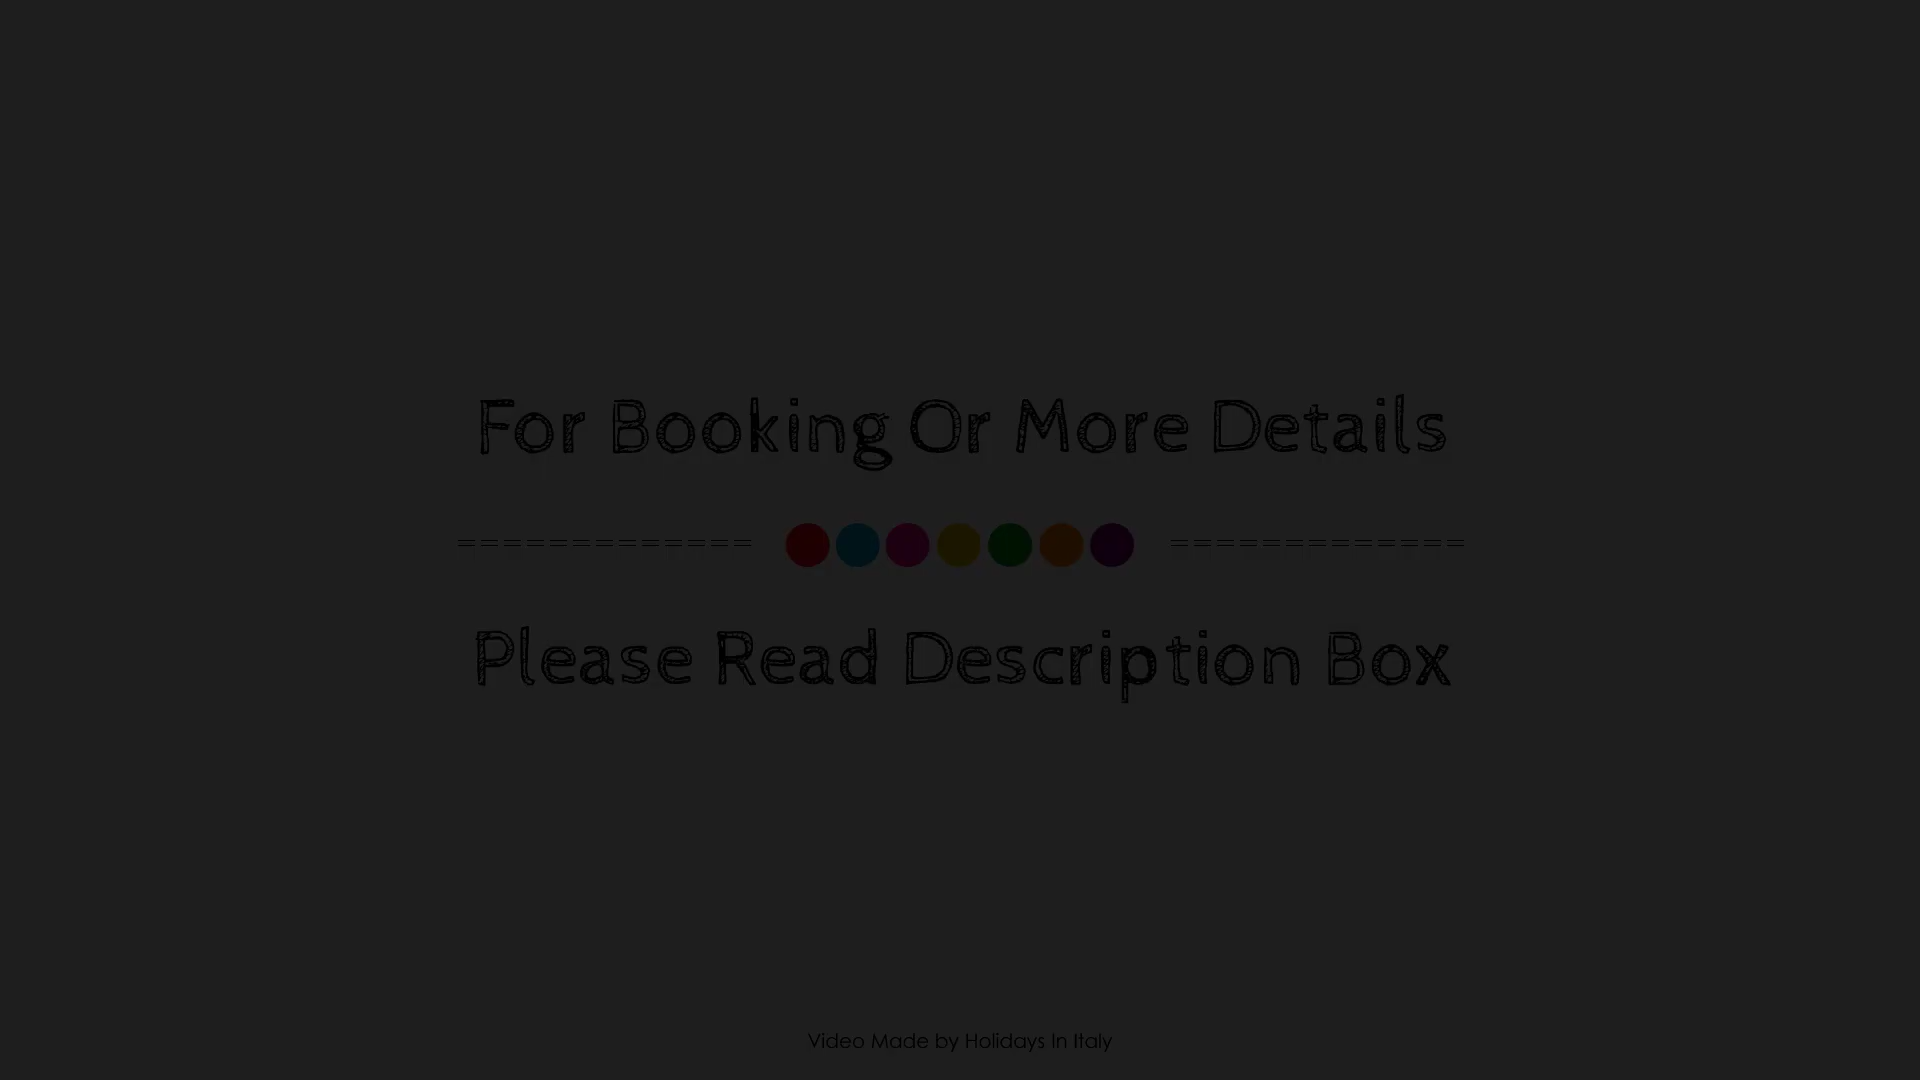 For Booking Or More Details
============= =============
Please Read Description Box
Video Made by Holidays In Italy